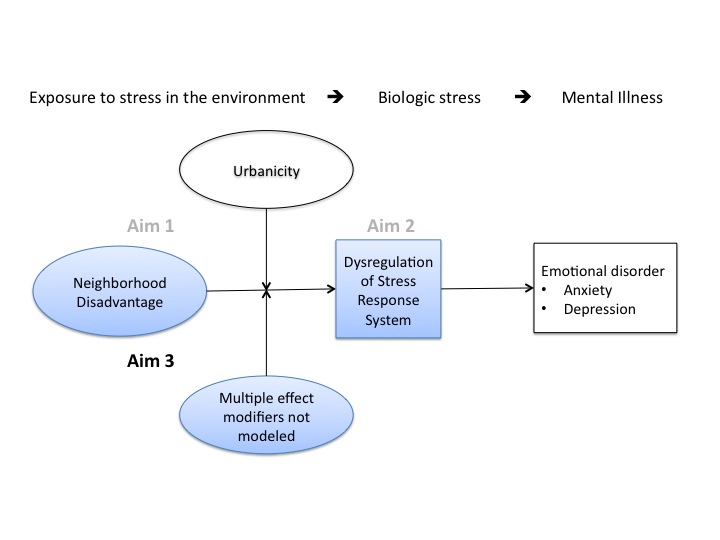 Exposure to stress in the environment ➔ Biologic stress ➔ Mental Illness
Urbanicity
Aim 1
Aim 2
Neighborhood
Disadvantage
Dysregulation
of Stress
Response
System
Emotional disorder
• Anxiety
• Depression
Aim 3
Multiple effect
modifiers not
modeled